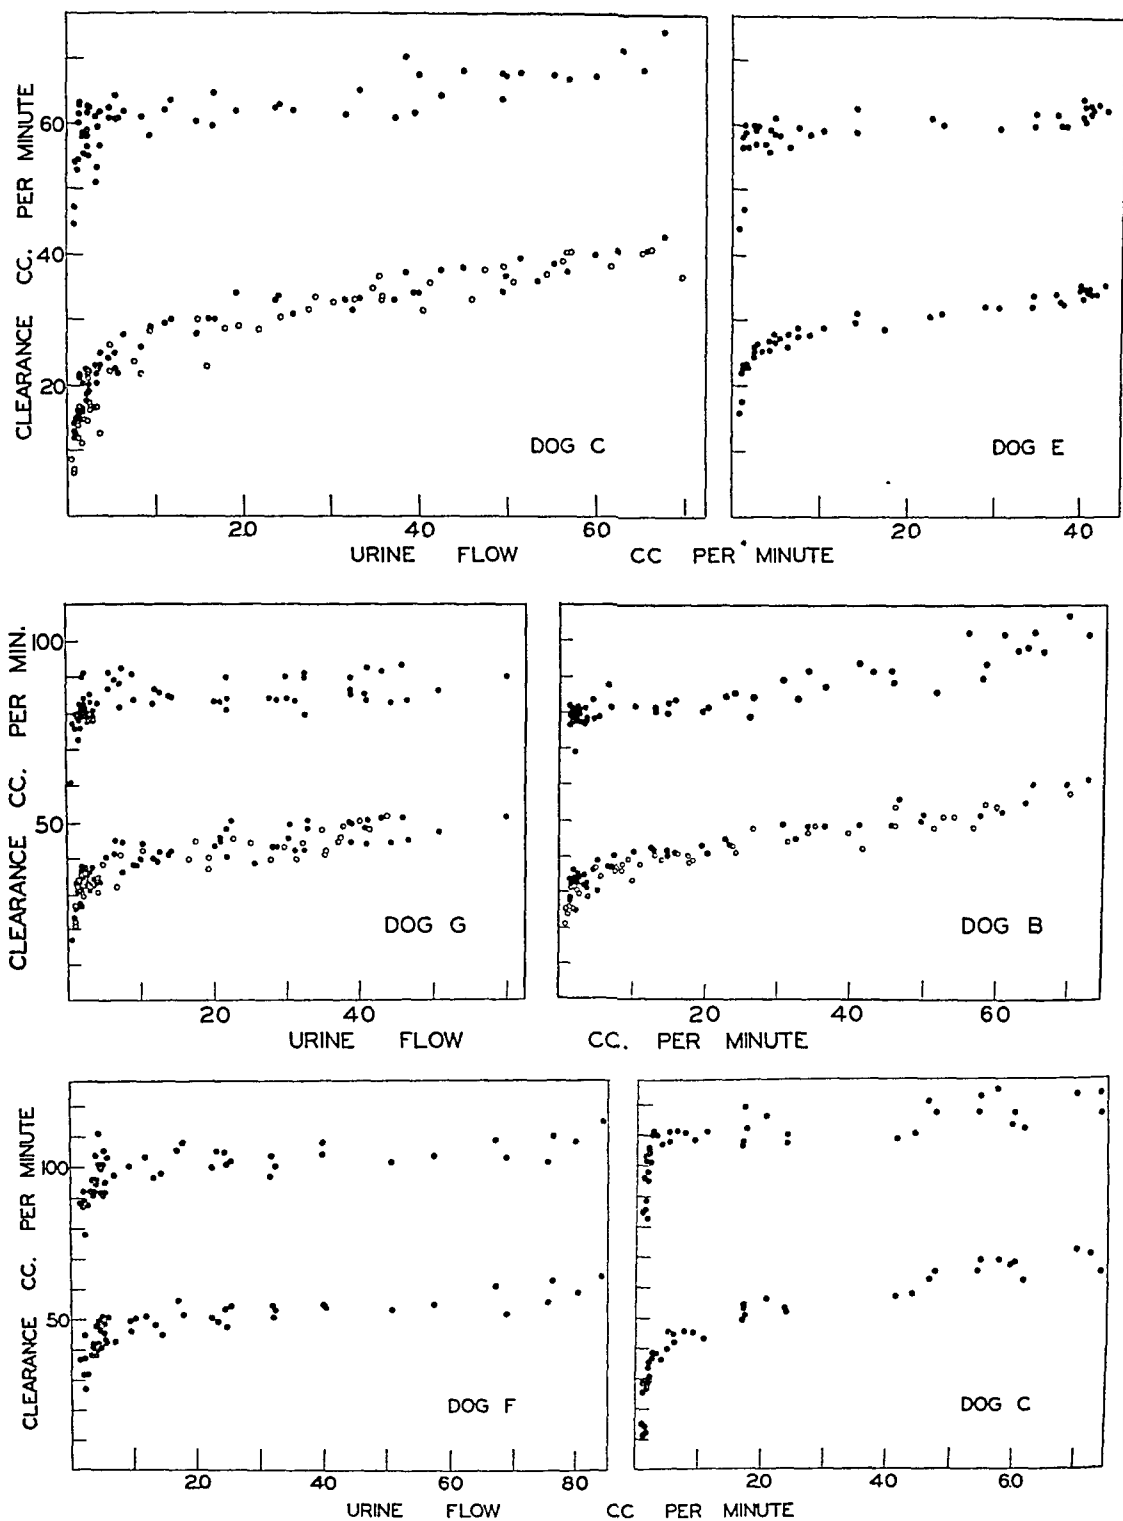 CLEARANCE CC. PER MINUTE
60
40
20
DOG C
DOG E
20 40 60
20 40
URINE FLOW CC PER MINUTE
CLEARANCE CC. PER MIN.
100
50
DOG G
DOG B
20 40
20 40 60
URINE FLOW CC. PER MINUTE
CLEARANCE CC. PER MINUTE
100
50
DOG F
DOG C
20 40 60 80
20 40 60
URINE FLOW CC PER MINUTE